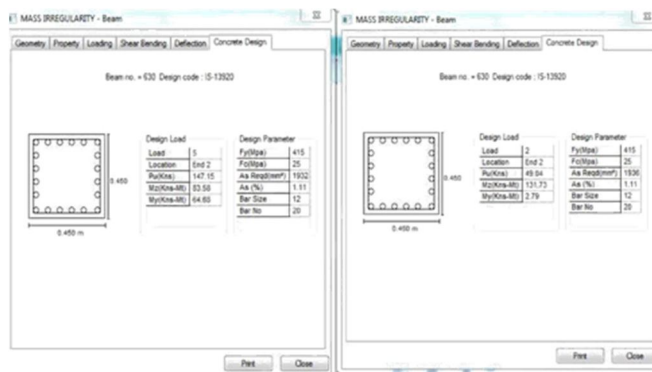 MASS IRREGULARITY - Beam
Geometry Property Loading Shear Bending Deflection Concrete Design
Beam no. = 630 Design code : IS-13920
0.450
0.450 m
Design Load
Load 5
Location End 2
Pu(Kns) 147.15
Mz(Kns-Mt) 83.58
My(Kns-Mt) 64.68
Design Parameter
Fy(Mpa) 415
Fc(Mpa) 25
As Reqd(mm²) 1932
As (%) 1.11
Bar Size 12
Bar No 20
Print Close
MASS IRREGULARITY - Beam
Geometry Property Loading Shear Bending Deflection Concrete Design
Beam no. = 630 Design code : IS-13920
0.450
0.450 m
Design Load
Load 2
Location End 2
Pu(Kns)
Mz(Kns-Mt) 131.73
My(Kns-Mt) 2.79
Design Parameter
Fy(Mpa) 415
Fc(Mpa) 25
As Reqd(mm²) 1936
As (%) 1.11
Bar Size 12
Bar No 20
Print Close